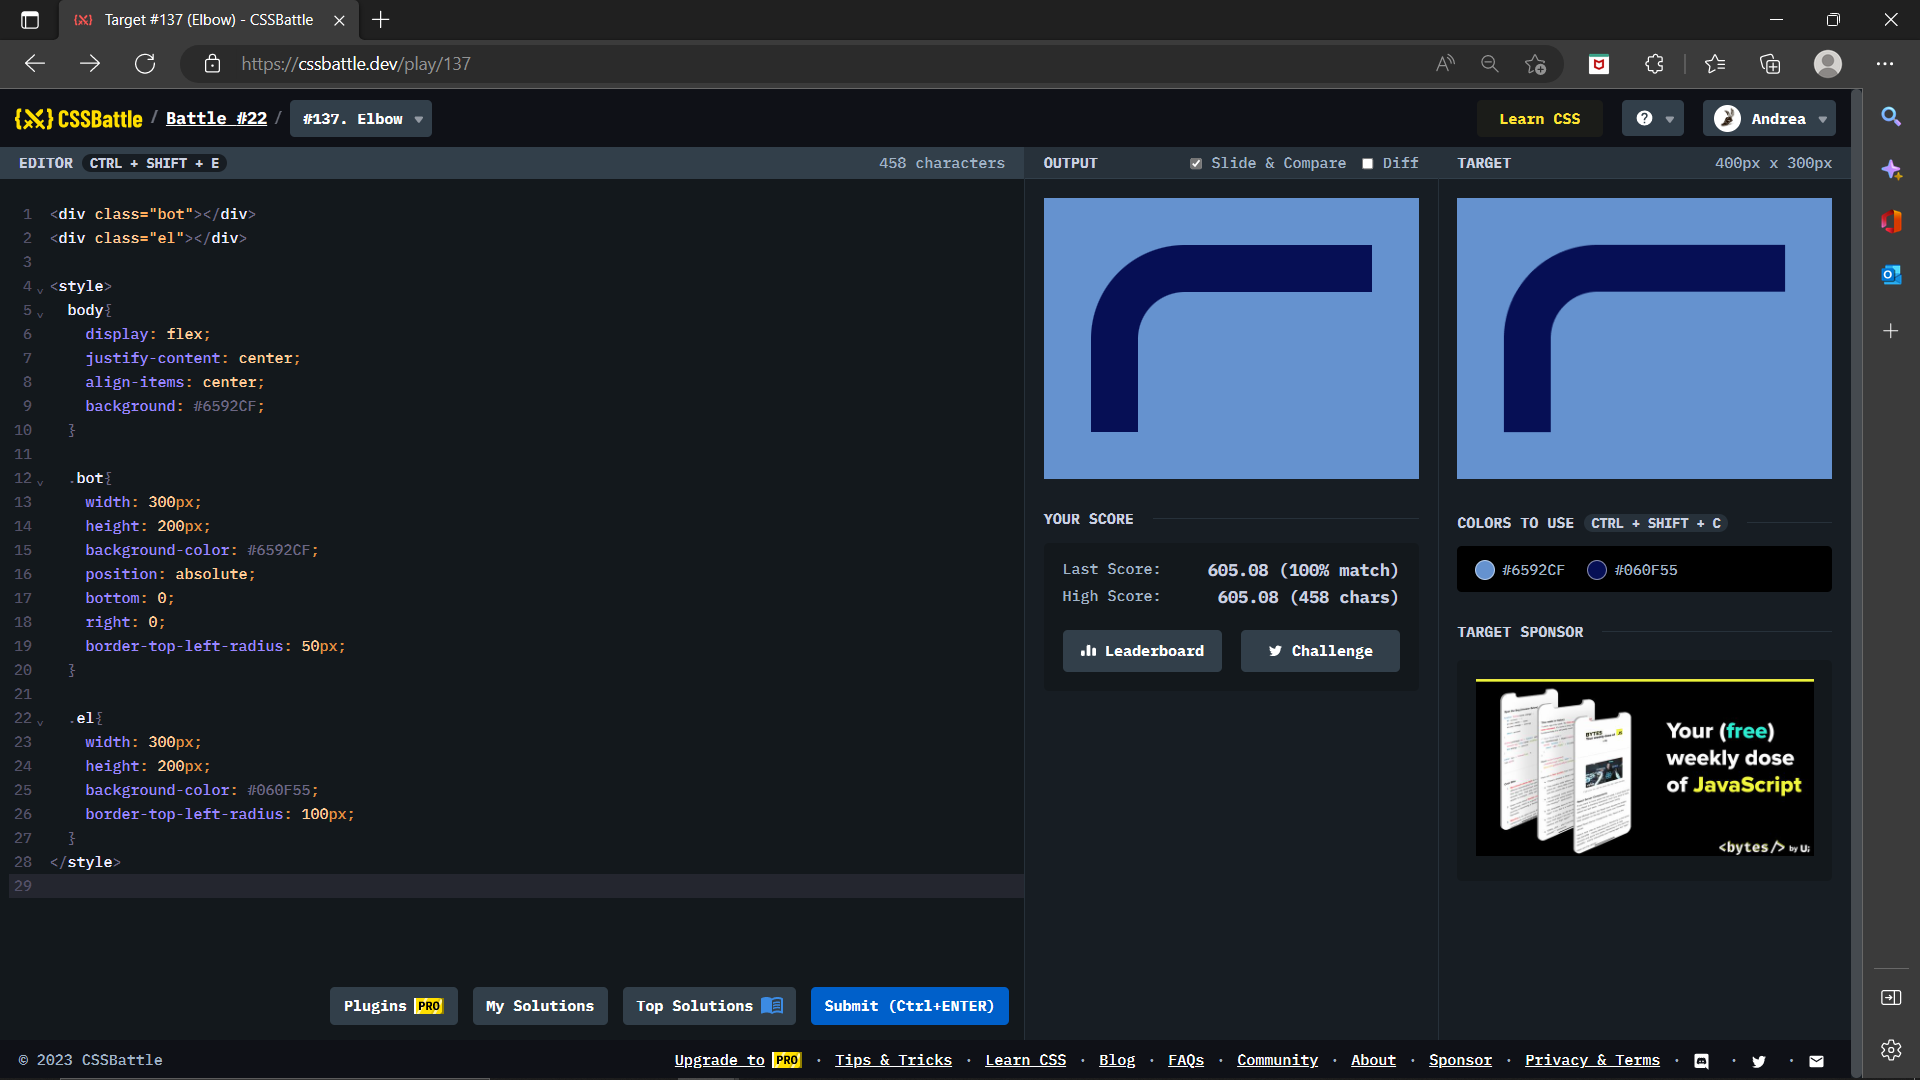 Target #137 (Elbow) - CSSBattle
https://cssbattle.dev/play/137
CSSBattle / Battle #22 / #137. Elbow
Learn CSS
?
Andrea
EDITOR CTRL + SHIFT + E
458 characters
OUTPUT
Slide & Compare
Diff
TARGET
400px x 300px
1 <div class="bot"></div>
2 <div class="el"></div>
3
4 <style>
5 body{
6 display: flex;
7 justify-content: center;
8 align-items: center;
9 background: #6592CF;
10 }
11
12 .bot{
13 width: 300px;
14 height: 200px;
15 background-color: #6592CF;
16 position: absolute;
17 bottom: 0;
18 right: 0;
19 border-top-left-radius: 50px;
20 }
21
22 .el{
23 width: 300px;
24 height: 200px;
25 background-color: #060F55;
26 border-top-left-radius: 100px;
27 }
28 </style>
29
Plugins PRO
My Solutions
Top Solutions
Submit (Ctrl+ENTER)
YOUR SCORE
Last Score: 605.08 (100% match)
High Score: 605.08 (458 chars)
Leaderboard
Challenge
COLORS TO USE CTRL + SHIFT + C
#6592CF
#060F55
TARGET SPONSOR
BYTES
Your (free)
weekly dose
of JavaScript
<bytes/> by ui
© 2023 CSSBattle
Upgrade to PRO · Tips & Tricks · Learn CSS · Blog · FAQs · Community · About · Sponsor · Privacy & Terms